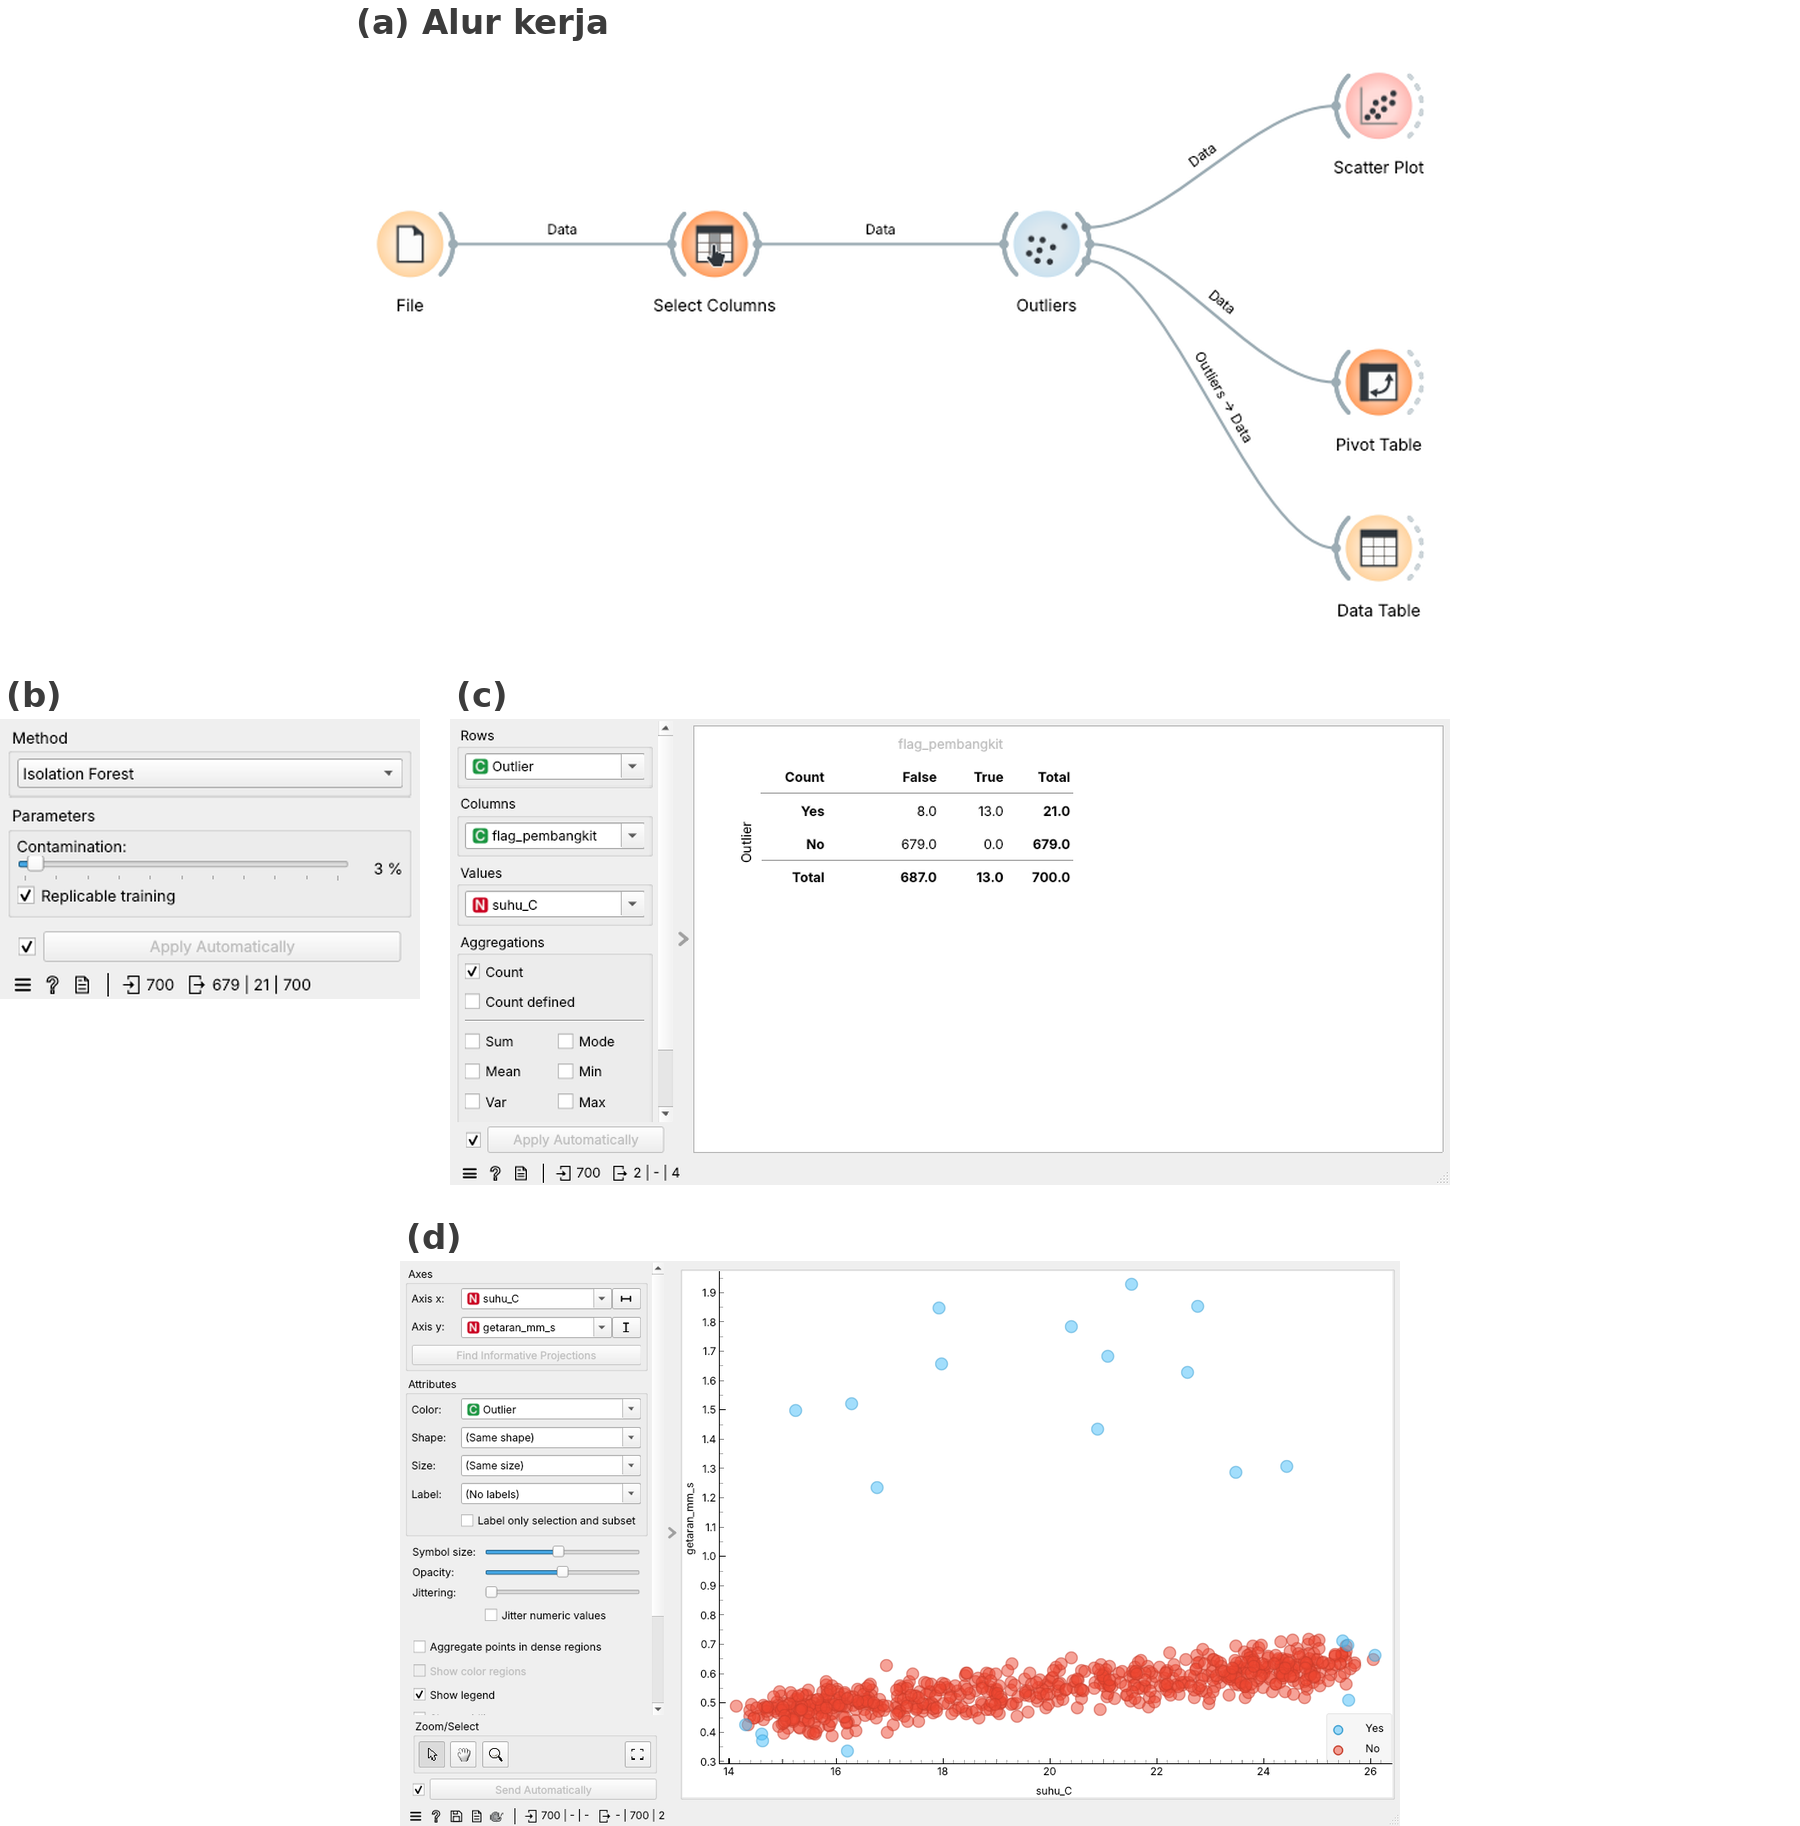 (a) Alur kerja
Data
Scatter Plot
Data
Data
File
Select Columns
Outliers
Data
Pivot Table
Outliers → Data
Data Table
(b)
Method
Isolation Forest
Parameters
Contamination:
3 %
Replicable training
Apply Automatically
700 679 | 21 | 700
(c)
Rows
Outlier
Columns
flag_pembangkit
Values
suhu_C
Aggregations
Count
Count defined
Sum Mode
Mean Min
Var Max
Apply Automatically
700 2 | - | 4
flag_pembangkit
Count False True Total
Outlier
Yes 8.0 13.0 21.0
No 679.0 0.0 679.0
Total 687.0 13.0 700.0
(d)
Axes
Axis x: suhu_C
Axis y: getaran_mm_s
Find Informative Projections
Attributes
Color: Outlier
Shape: (Same shape)
Size: (Same size)
Label: (No labels)
Label only selection and subset
Symbol size:
Opacity:
Jittering:
Jitter numeric values
Aggregate points in dense regions
Show color regions
Show legend
Zoom/Select
Send Automatically
700 | - | - - | 700 | 2
getaran_mm_s
1.9
1.8
1.7
1.6
1.5
1.4
1.3
1.2
1.1
1.0
0.9
0.8
0.7
0.6
0.5
0.4
0.3
14 16 18 20 22 24 26
suhu_C
Yes
No